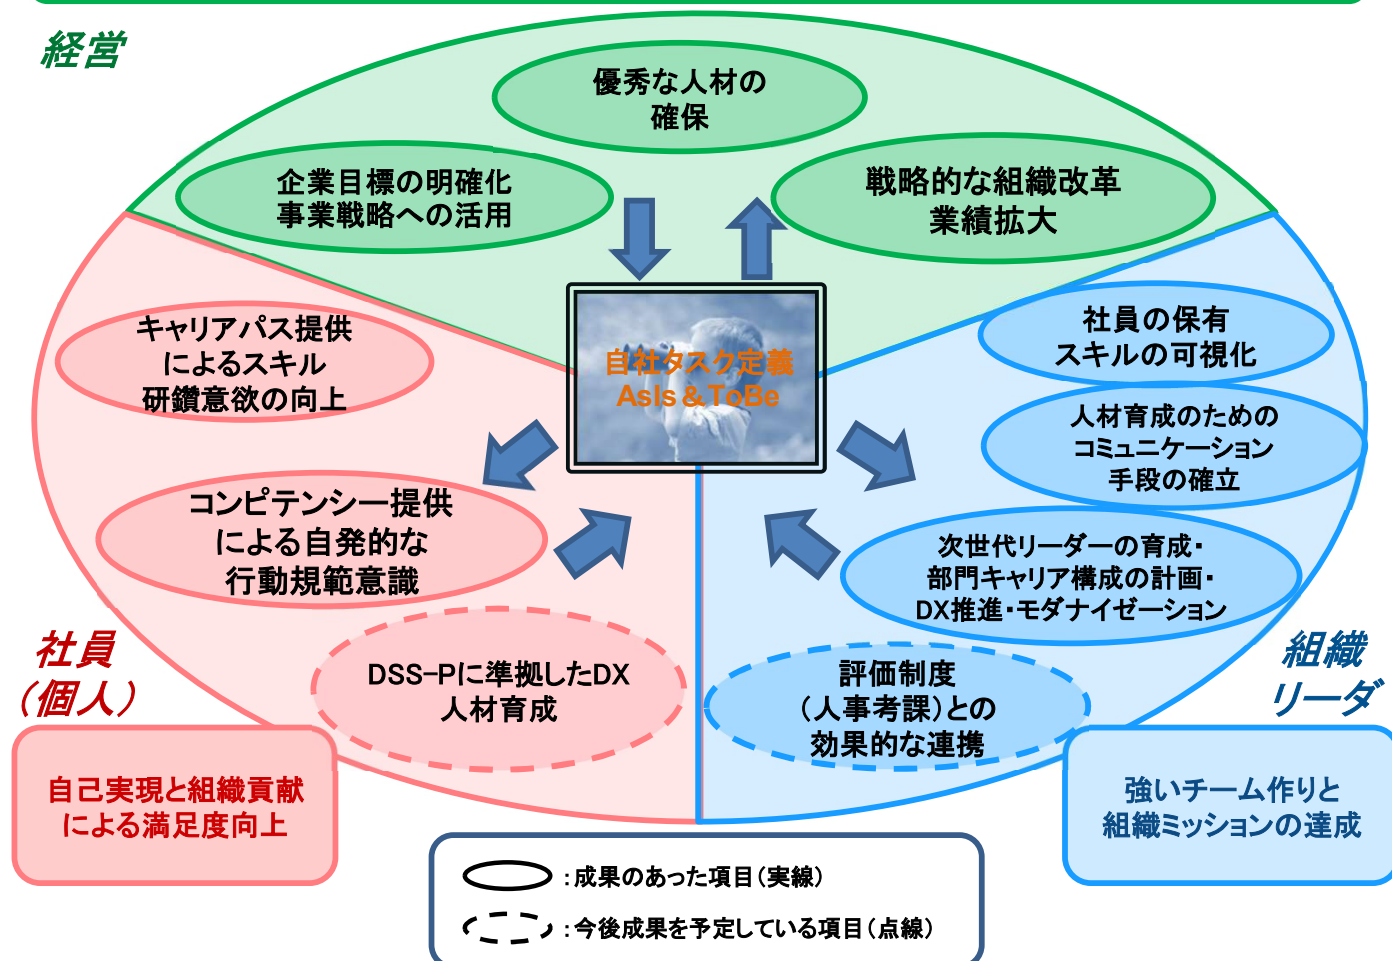 経営
優秀な人材の
確保
企業目標の明確化
事業戦略への活用
戦略的な組織改革
業績拡大
自社タスク定義
AsIs＆ToBe
キャリアパス提供
によるスキル
研鑽意欲の向上
コンピテンシー提供
による自発的な
行動規範意識
DSS-Pに準拠したDX
人材育成
社員
（個人）
自己実現と組織貢献
による満足度向上
社員の保有
スキルの可視化
人材育成のための
コミュニケーション
手段の確立
次世代リーダーの育成・
部門キャリア構成の計画・
DX推進・モダナイゼーション
評価制度
（人事考課）との
効果的な連携
組織
リーダ
強いチーム作りと
組織ミッションの達成
：成果のあった項目（実線）
：今後成果を予定している項目（点線）